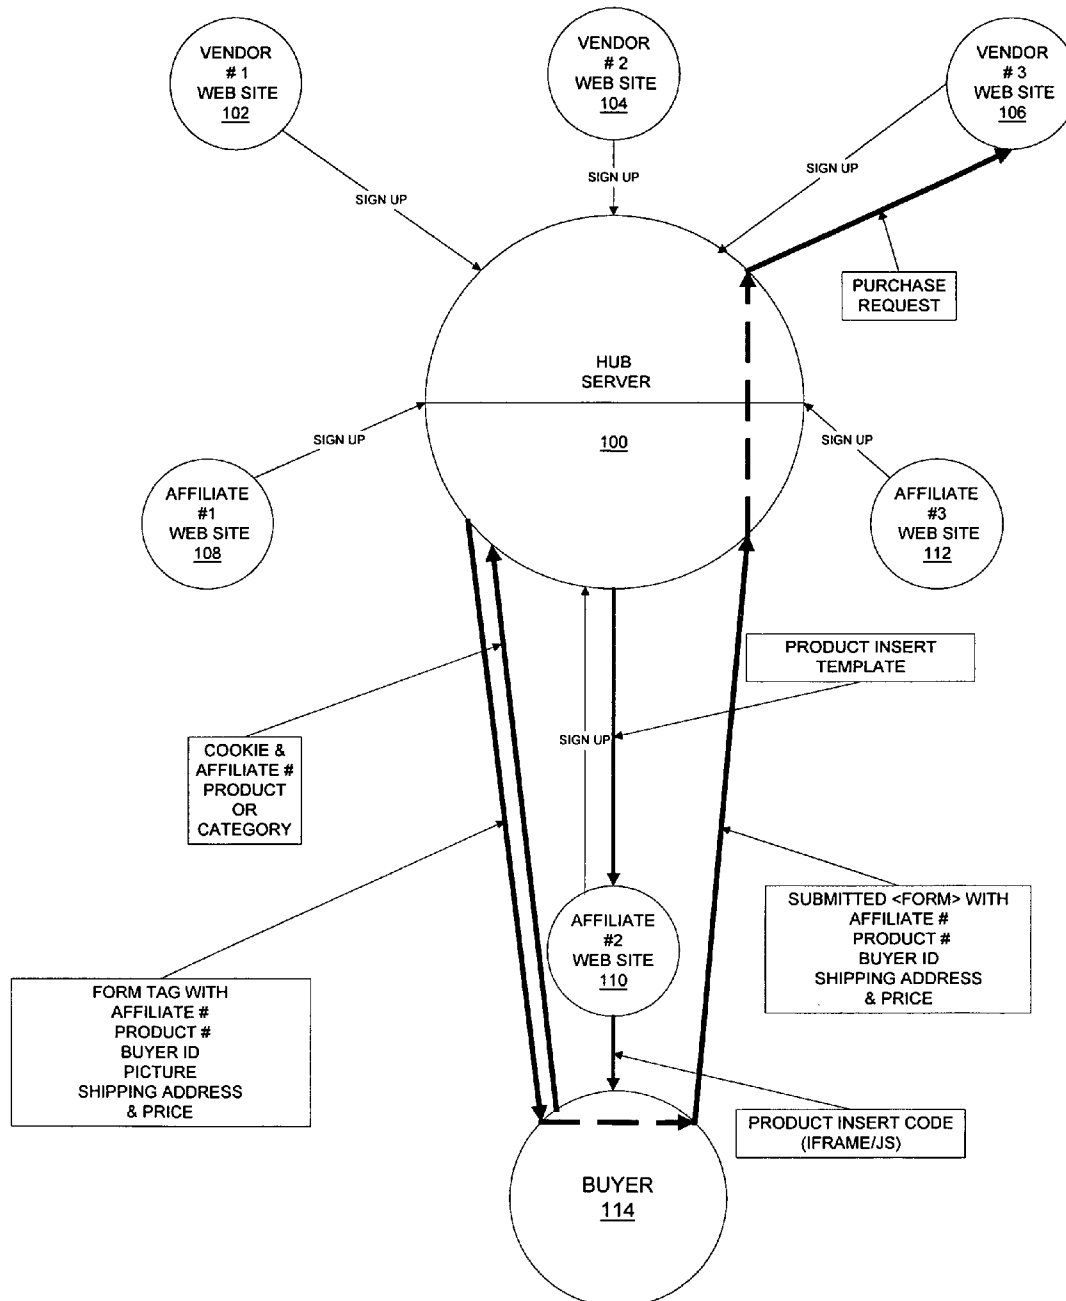 VENDOR
# 1
WEB SITE
102
VENDOR
# 2
WEB SITE
104
VENDOR
# 3
WEB SITE
106
SIGN UP
SIGN UP
SIGN UP
PURCHASE
REQUEST
HUB
SERVER
100
SIGN UP
SIGN UP
AFFILIATE
#1
WEB SITE
108
AFFILIATE
#3
WEB SITE
112
PRODUCT INSERT
TEMPLATE
SIGN UP
COOKIE &
AFFILIATE #
PRODUCT
OR
CATEGORY
AFFILIATE
#2
WEB SITE
110
SUBMITTED <FORM> WITH
AFFILIATE #
PRODUCT #
BUYER ID
SHIPPING ADDRESS
& PRICE
FORM TAG WITH
AFFILIATE #
PRODUCT #
BUYER ID
PICTURE
SHIPPING ADDRESS
& PRICE
PRODUCT INSERT CODE
(IFRAME/JS)
BUYER
114